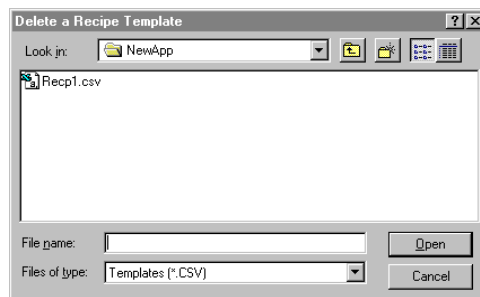 Delete a Recipe Template
Look in: NewApp
Recp1.csv
File name: Open
Files of type: Templates (*.CSV) Cancel